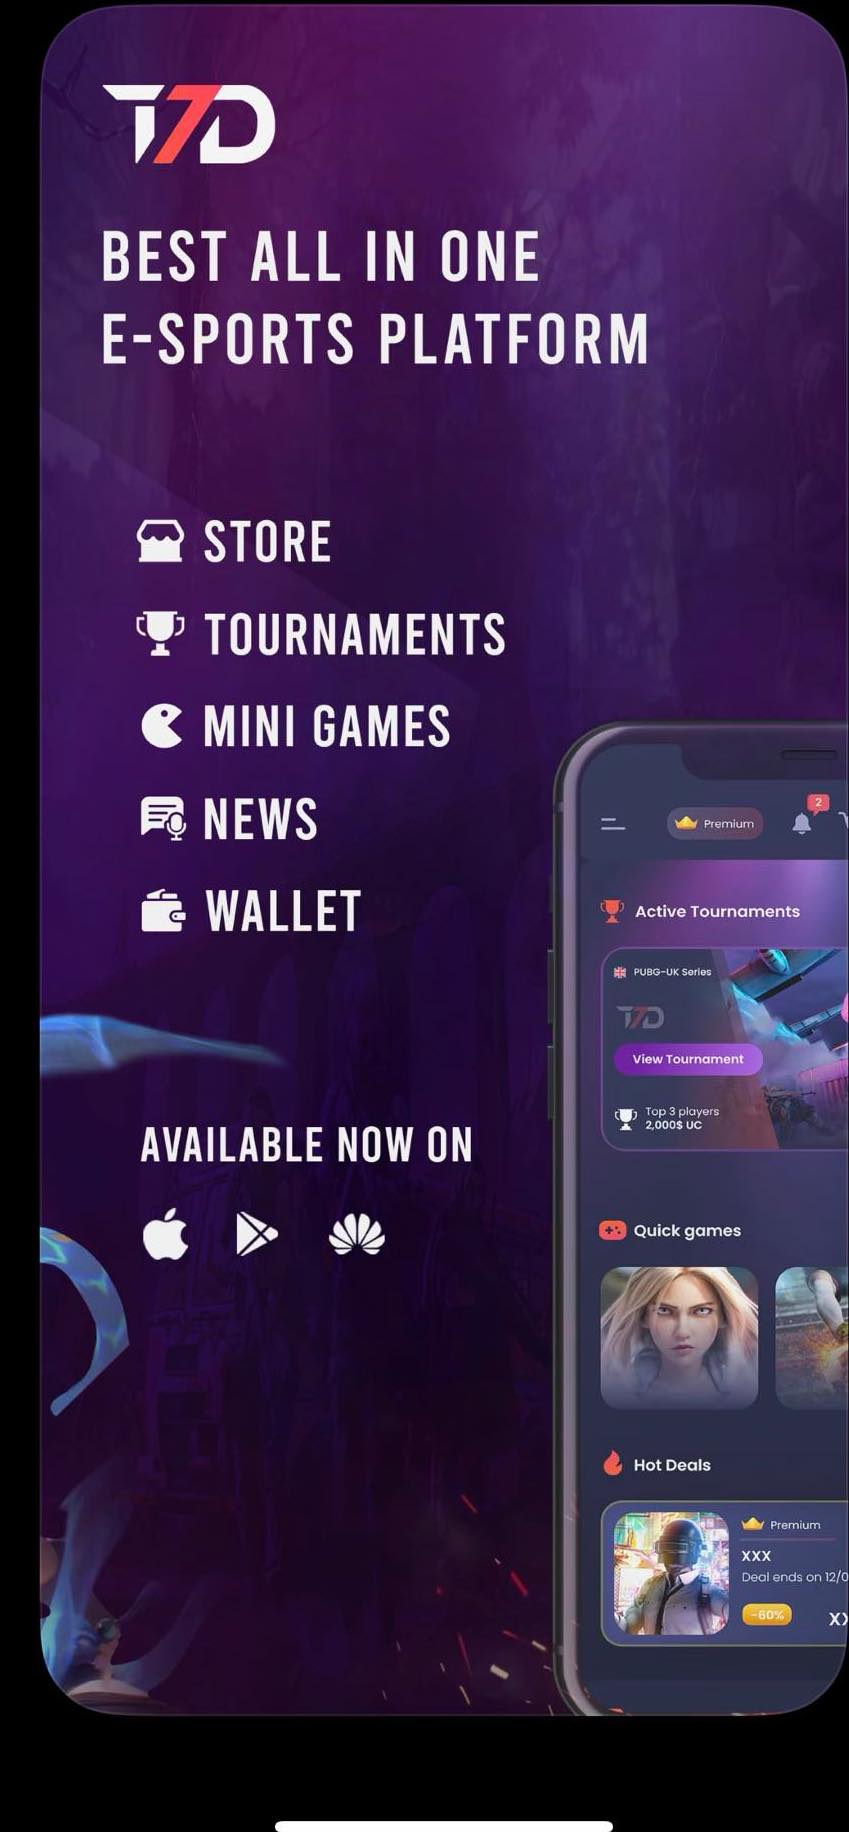 T7D
BEST ALL IN ONE
E-SPORTS PLATFORM
STORE
TOURNAMENTS
MINI GAMES
NEWS
WALLET
AVAILABLE NOW ON
2
Premium
Active Tournaments
PUBG-UK Series
T7D
View Tournament
Top 3 players
2,000$ UC
Quick games
Hot Deals
Premium
XXX
Deal ends on 12/0
-60%
XX